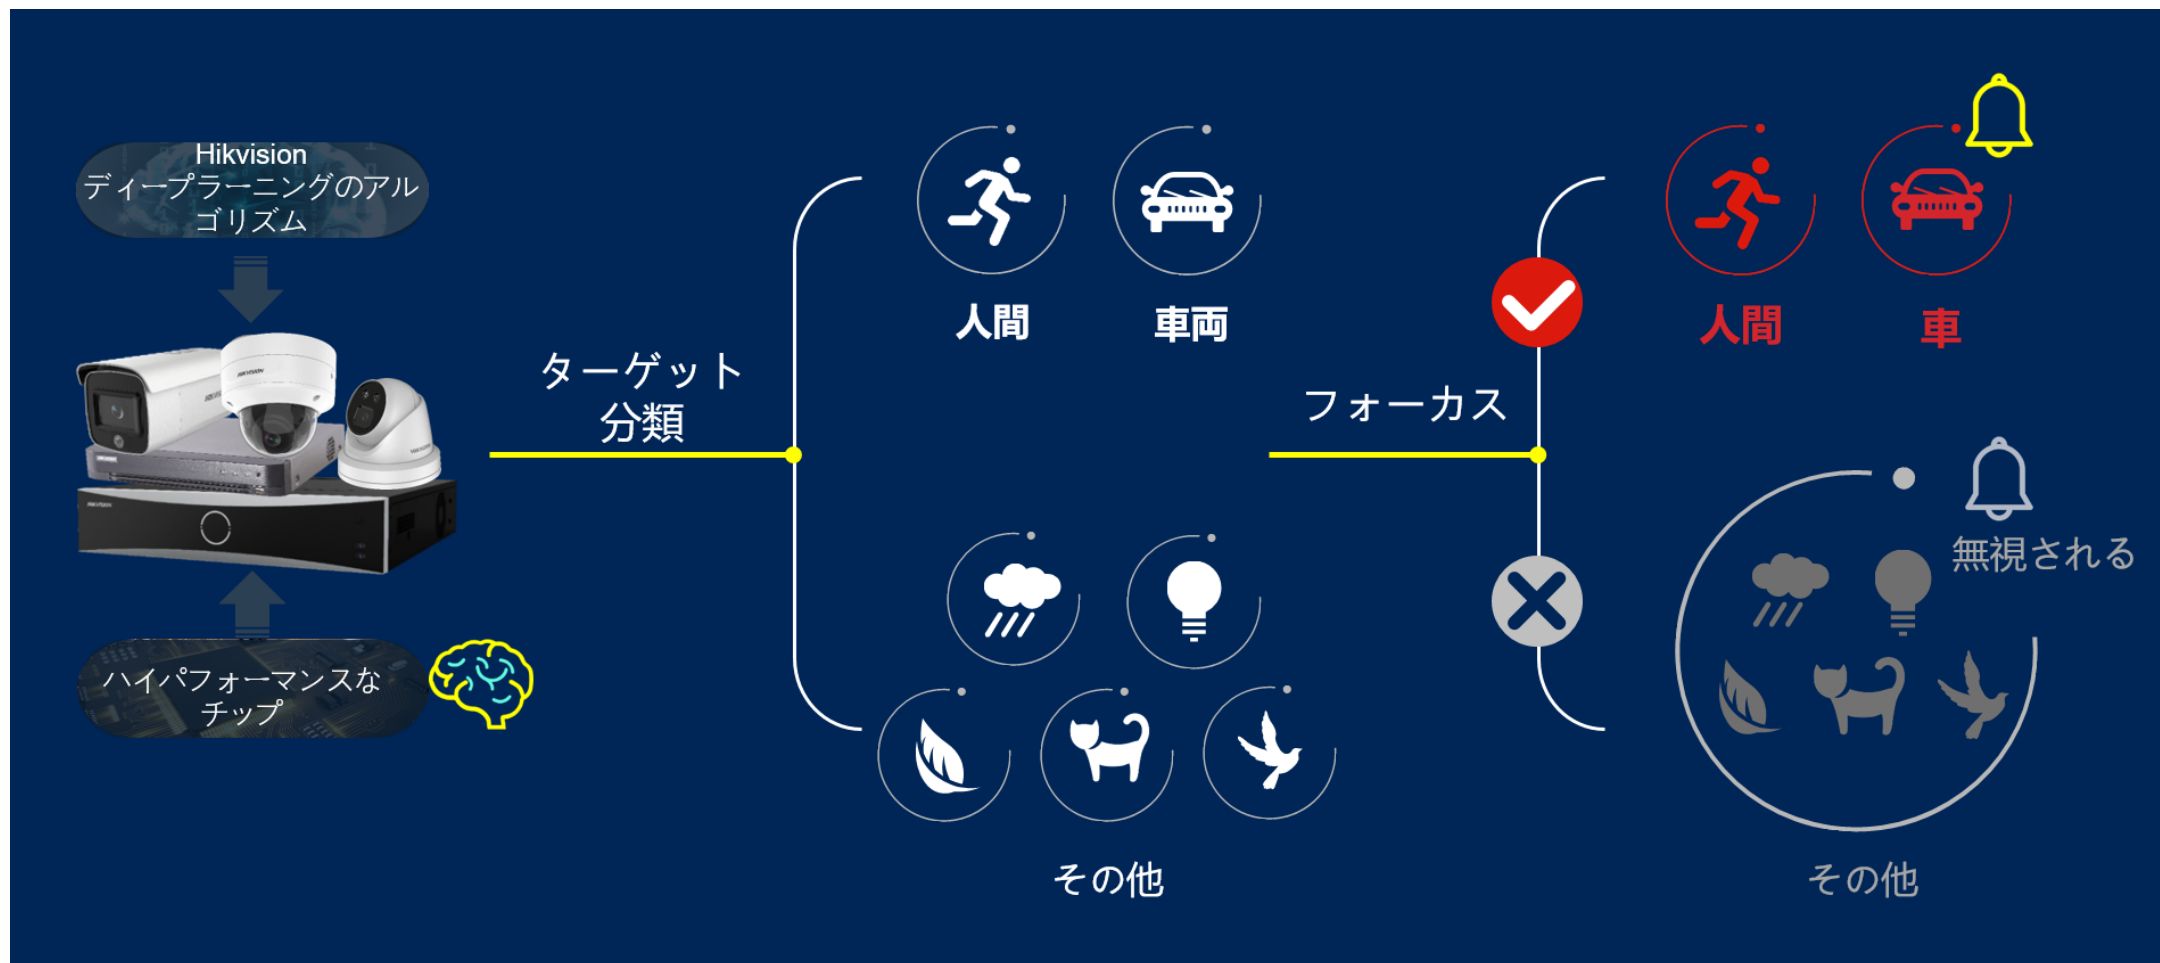 Hikvision
ディープラーニングのアル
ゴリズム
HIKVISION
ハイパフォーマンスな
チップ
ターゲット
分類
人間
車両
その他
フォーカス
人間
車
無視される
その他